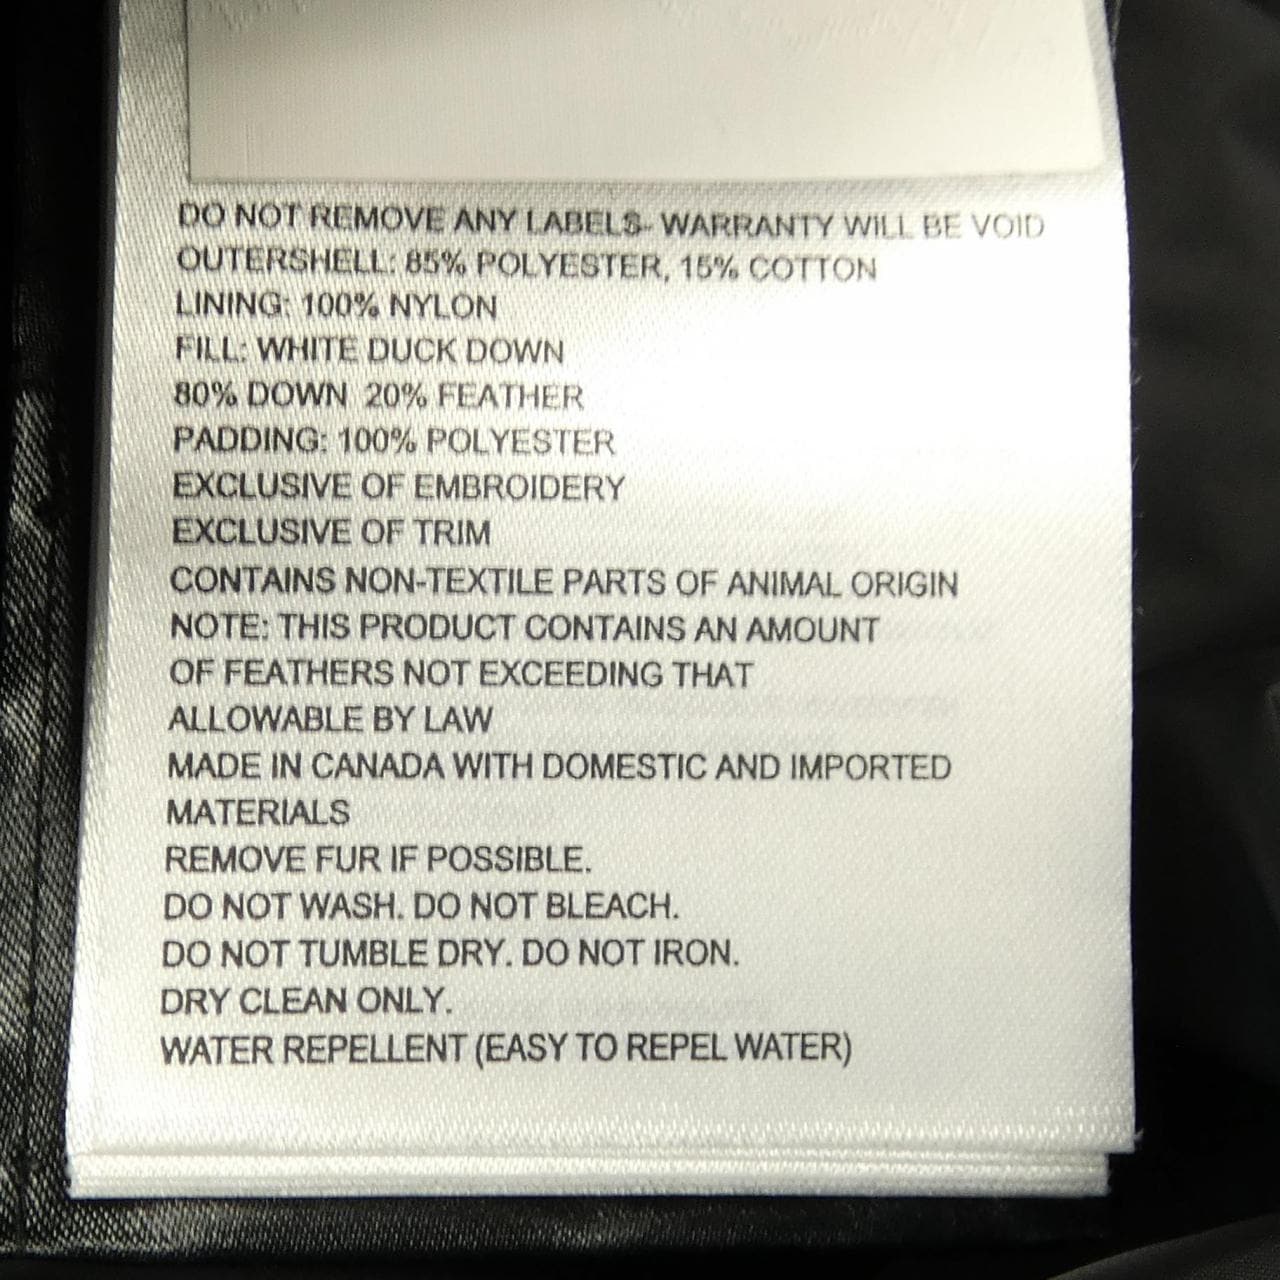 DO NOT REMOVE ANY LABELS- WARRANTY WILL BE VOID
OUTERSHELL: 85% POLYESTER, 15% COTTON
LINING: 100% NYLON
FILL: WHITE DUCK DOWN
80% DOWN 20% FEATHER
PADDING: 100% POLYESTER
EXCLUSIVE OF EMBROIDERY
EXCLUSIVE OF TRIM
CONTAINS NON-TEXTILE PARTS OF ANIMAL ORIGIN
NOTE: THIS PRODUCT CONTAINS AN AMOUNT
OF FEATHERS NOT EXCEEDING THAT
ALLOWABLE BY LAW
MADE IN CANADA WITH DOMESTIC AND IMPORTED
MATERIALS
REMOVE FUR IF POSSIBLE.
DO NOT WASH. DO NOT BLEACH.
DO NOT TUMBLE DRY. DO NOT IRON.
DRY CLEAN ONLY.
WATER REPELLENT (EASY TO REPEL WATER)